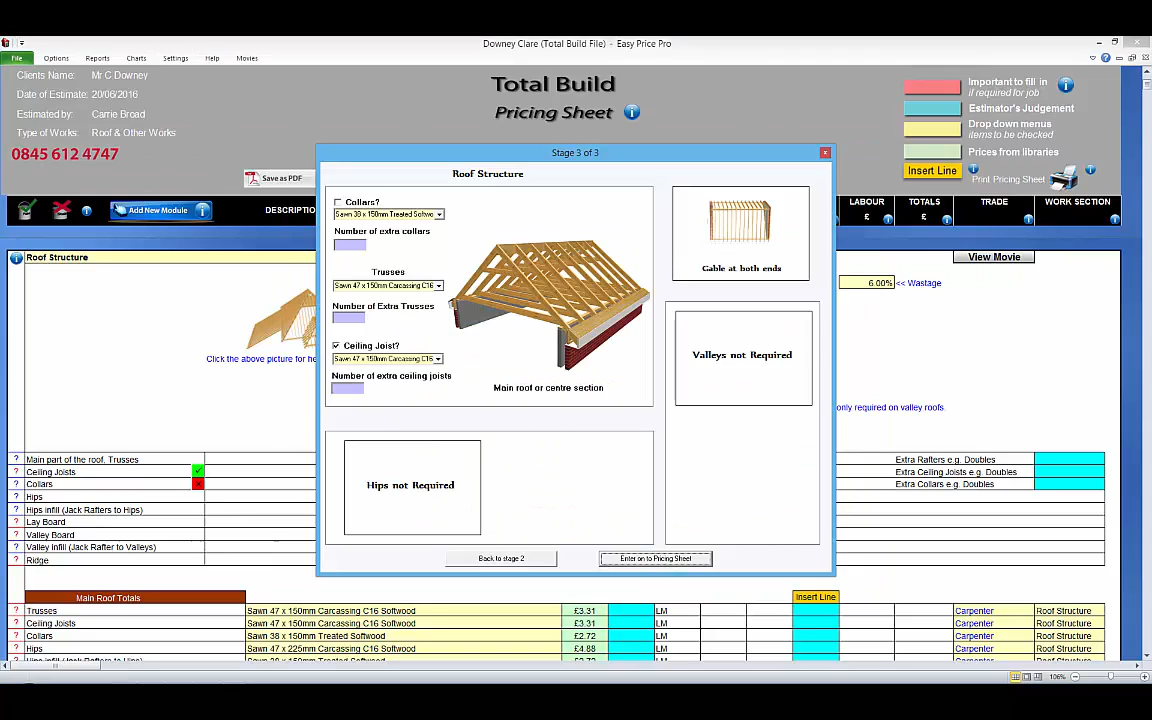 Downey Clare (Total Build File) - Easy Price Pro
File Options Reports Charts Settings Help Movies
Clients Name: Mr C Downey
Date of Estimate: 20/06/2016
Estimated by: Carrie Broad
Type of Works: Roof & Other Works
0845 612 4747
Total Build
Pricing Sheet
Important to fill in
if required for job
Estimator's Judgement
Drop down menus
items to be checked
Prices from libraries
Insert Line
Print Pricing Sheet
Save as PDF
Add New Module
DESCRIPTIO
LABOUR
£
TOTALS
£
TRADE
WORK SECTION
Roof Structure
View Movie
6.00% << Wastage
Click the above picture for he
only required on valley roofs.
Stage 3 of 3
Roof Structure
Collars?
Sawn 38 x 150mm Treated Softwo
Number of extra collars
Trusses
Sawn 47 x 150mm Carcassing C16
Number of Extra Trusses
Ceiling Joist?
Sawn 47 x 150mm Carcassing C16
Number of extra ceiling joists
Main roof or centre section
Gable at both ends
Valleys not Required
Hips not Required
Back to stage 2
Enter on to Pricing Sheet
? Main part of the roof, Trusses
? Ceiling Joists
? Collars
? Hips
? Hips infill (Jack Rafters to Hips)
? Lay Board
? Valley Board
? Valley Infill (Jack Rafter to Valleys)
? Ridge
Extra Rafters e.g. Doubles
Extra Ceiling Joists e.g. Doubles
Extra Collars e.g. Doubles
Main Roof Totals
Insert Line
? Trusses Sawn 47 x 150mm Carcassing C16 Softwood £3.31 LM Carpenter Roof Structure
? Ceiling Joists Sawn 47 x 150mm Carcassing C16 Softwood £3.31 LM Carpenter Roof Structure
? Collars Sawn 38 x 150mm Treated Softwood £2.72 LM Carpenter Roof Structure
? Hips Sawn 47 x 225mm Carcassing C16 Softwood £4.88 LM Carpenter Roof Structure
106%